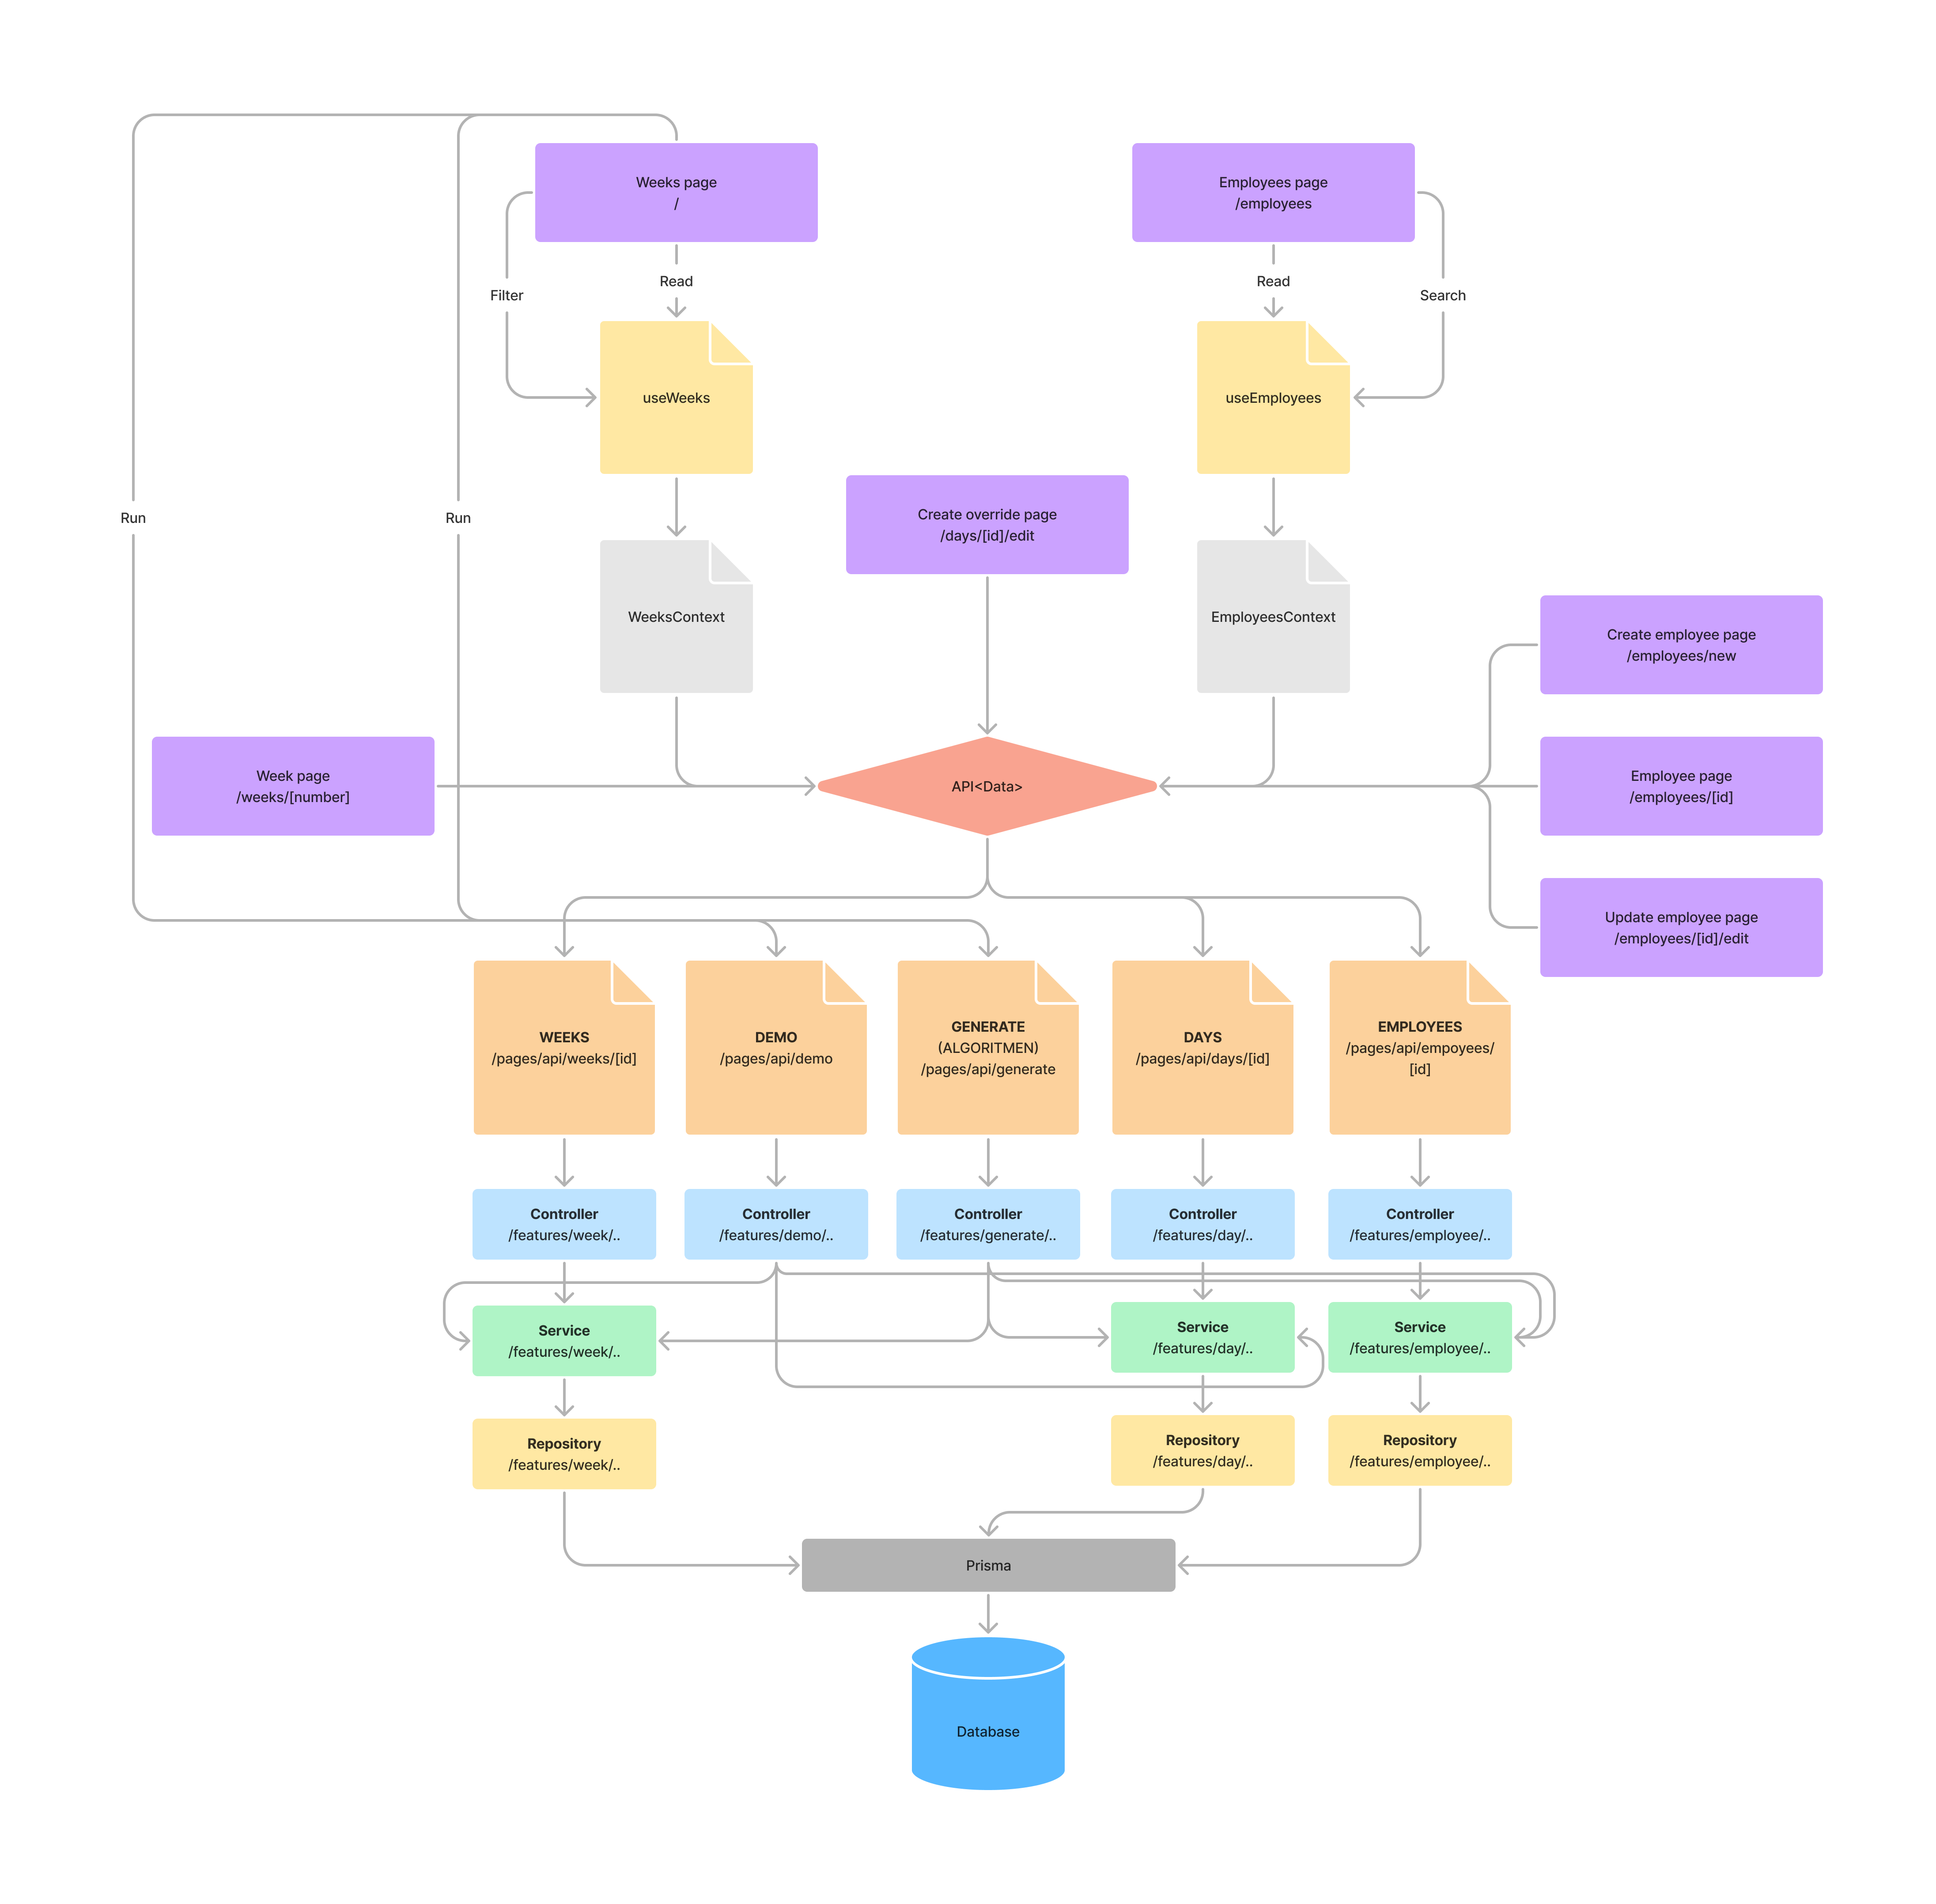 Weeks page
/
Employees page
/employees
Read
Filter
Read
Search
useWeeks
useEmployees
Run
Run
Create override page
/days/[id]/edit
WeeksContext
EmployeesContext
Create employee page
/employees/new
Week page
/weeks/[number]
API<Data>
Employee page
/employees/[id]
Update employee page
/employees/[id]/edit
WEEKS
/pages/api/weeks/[id]
DEMO
/pages/api/demo
GENERATE
(ALGORITMEN)
/pages/api/generate
DAYS
/pages/api/days/[id]
EMPLOYEES
/pages/api/empoyees/
[id]
Controller
/features/week/..
Controller
/features/demo/..
Controller
/features/generate/..
Controller
/features/day/..
Controller
/features/employee/..
Service
/features/week/..
Service
/features/day/..
Service
/features/employee/..
Repository
/features/week/..
Repository
/features/day/..
Repository
/features/employee/..
Prisma
Database